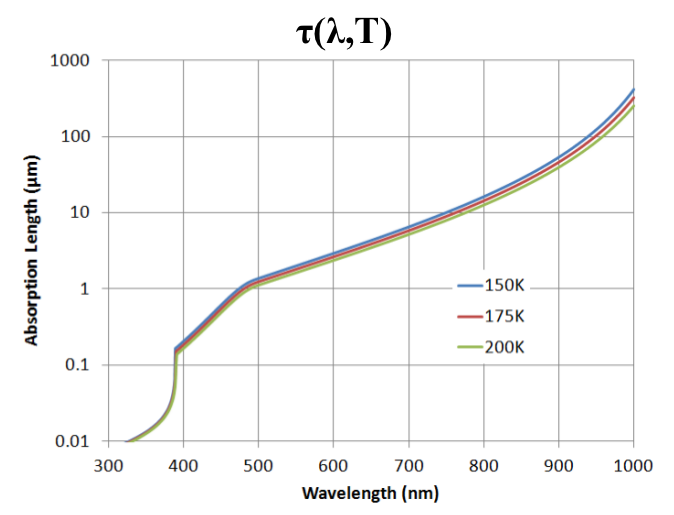 τ(λ,T)
1000
100
10
1
0.1
0.01
Absorption Length (μm)
150K
175K
200K
300 400 500 600 700 800 900 1000
Wavelength (nm)